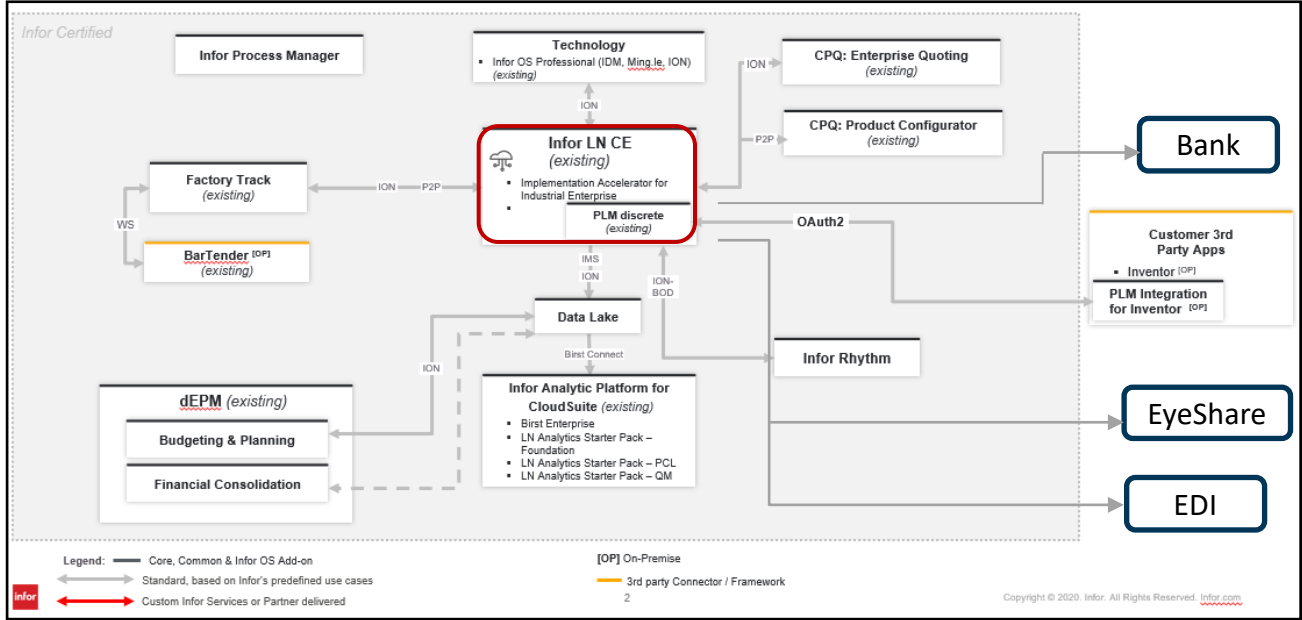 Infor Certified
Infor Process Manager
Technology
▪ Infor OS Professional (IDM, Ming.le, ION)
(existing)
ION
CPQ: Enterprise Quoting
(existing)
ION
CPQ: Product Configurator
(existing)
P2P
Bank
Infor LN CE
(existing)
▪ Implementation Accelerator for
Industrial Enterprise
▪
PLM discrete
(existing)
Factory Track
(existing)
ION
P2P
WS
BarTender [OP]
(existing)
OAuth2
Customer 3rd
Party Apps
▪ Inventor [OP]
PLM Integration
for Inventor [OP]
IMS
ION
ION-
BOD
Data Lake
Birst Connect
ION
Infor Rhythm
Infor Analytic Platform for
CloudSuite (existing)
▪ Birst Enterprise
▪ LN Analytics Starter Pack –
Foundation
▪ LN Analytics Starter Pack – PCL
▪ LN Analytics Starter Pack – QM
dEPM (existing)
Budgeting & Planning
Financial Consolidation
EyeShare
EDI
Legend:
Core, Common & Infor OS Add-on
Standard, based on Infor's predefined use cases
Custom Infor Services or Partner delivered
[OP] On-Premise
3rd party Connector / Framework
2
infor
Copyright © 2020. Infor. All Rights Reserved. Infor.com